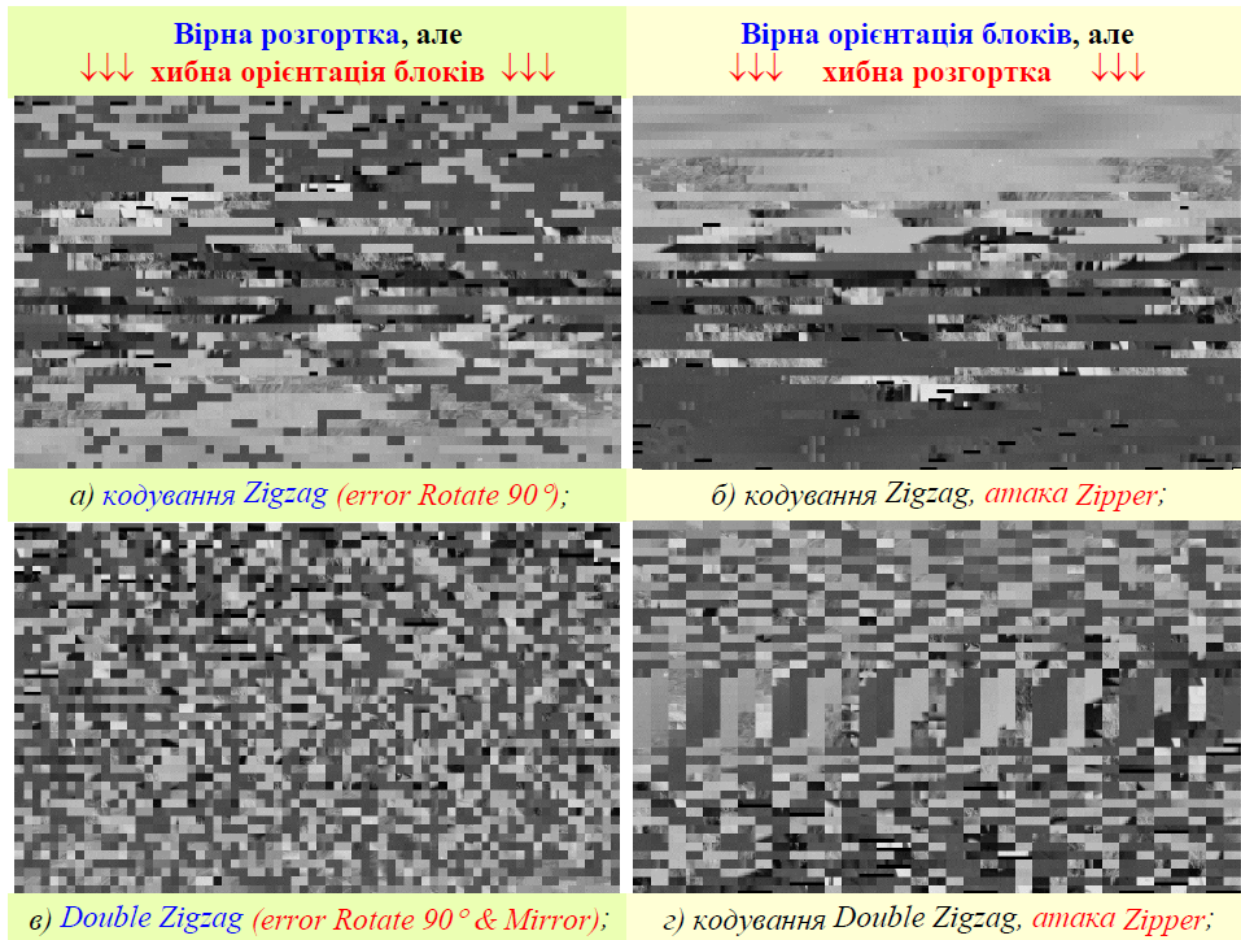 Вірна розгортка, але
↓↓↓ хибна орієнтація блоків ↓↓↓
Вірна орієнтація блоків, але
↓↓↓ хибна розгортка ↓↓↓
а) кодування Zigzag (error Rotate 90°);
б) кодування Zigzag, атака Zipper;
в) Double Zigzag (error Rotate 90° & Mirror);
г) кодування Double Zigzag, атака Zipper;